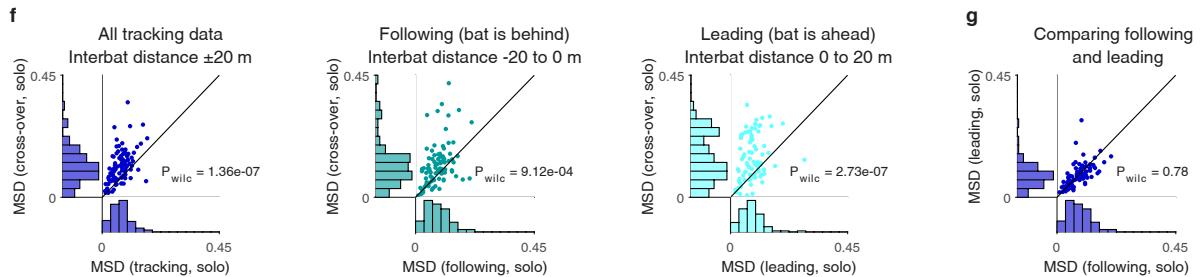 f
All tracking data
Interbat distance ±20 m
0.45
MSD (cross-over, solo)
0
P wilc = 1.36e-07
0
0.45
MSD (tracking, solo)
Following (bat is behind)
Interbat distance -20 to 0 m
0.45
MSD (cross-over, solo)
0
P wilc = 9.12e-04
0
0.45
MSD (following, solo)
Leading (bat is ahead)
Interbat distance 0 to 20 m
0.45
MSD (cross-over, solo)
0
P wilc = 2.73e-07
0
0.45
MSD (leading, solo)
g
Comparing following
and leading
0.45
MSD (leading, solo)
0
P wilc = 0.78
0
0.45
MSD (following, solo)